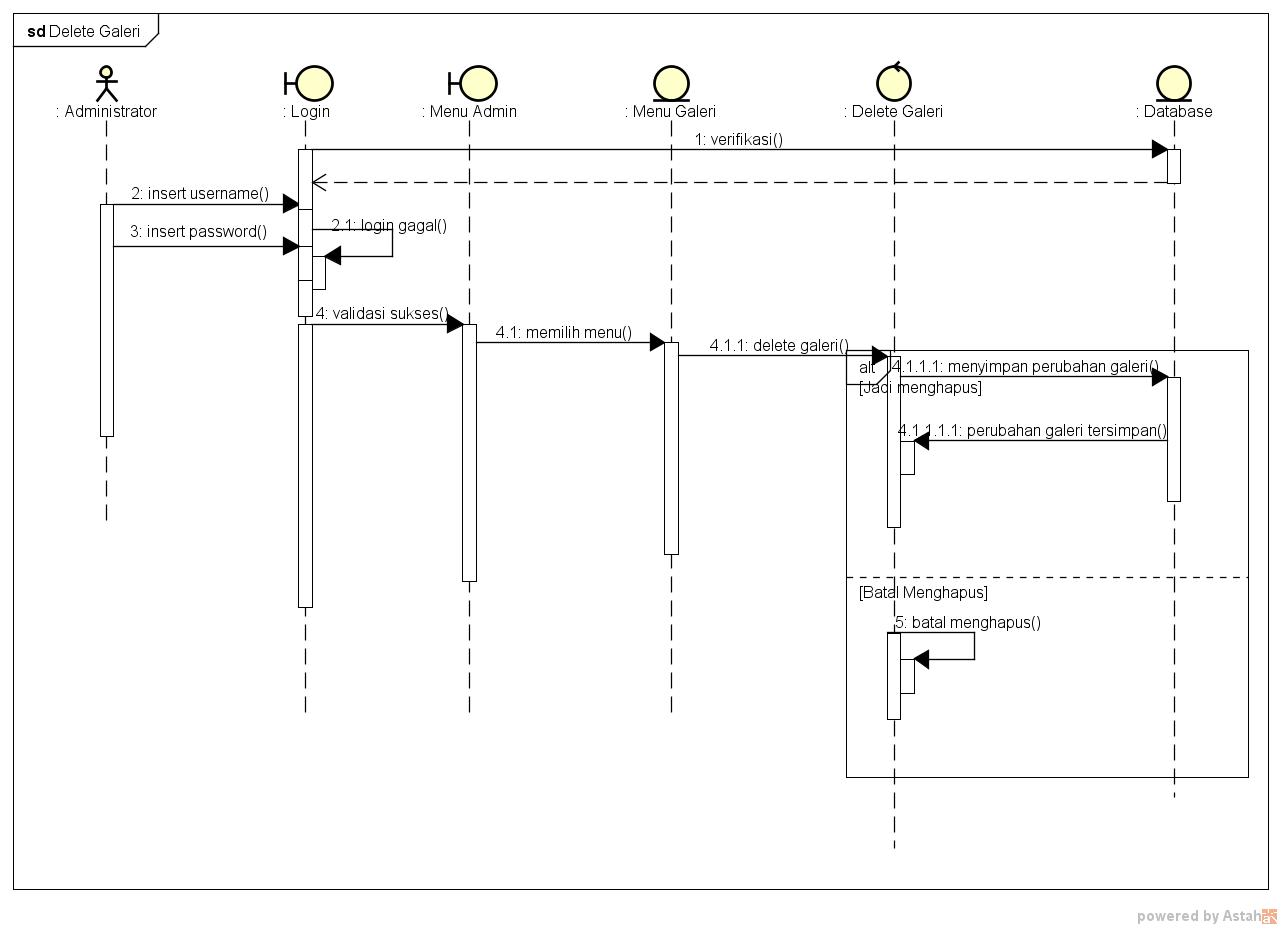 sd Delete Galeri
: Administrator
: Login
: Menu Admin
: Menu Galeri
: Delete Galeri
: Database
1: verifikasi()
2: insert username()
2.1: login gagal()
3: insert password()
4: validasi sukses()
4.1: memilih menu()
4.1.1: delete galeri()
alt
4.1.1.1: menyimpan perubahan galeri()
[Jadi menghapus]
4.1.1.1.1: perubahan galeri tersimpan()
[Batal Menghapus]
5: batal menghapus()
powered by Astah